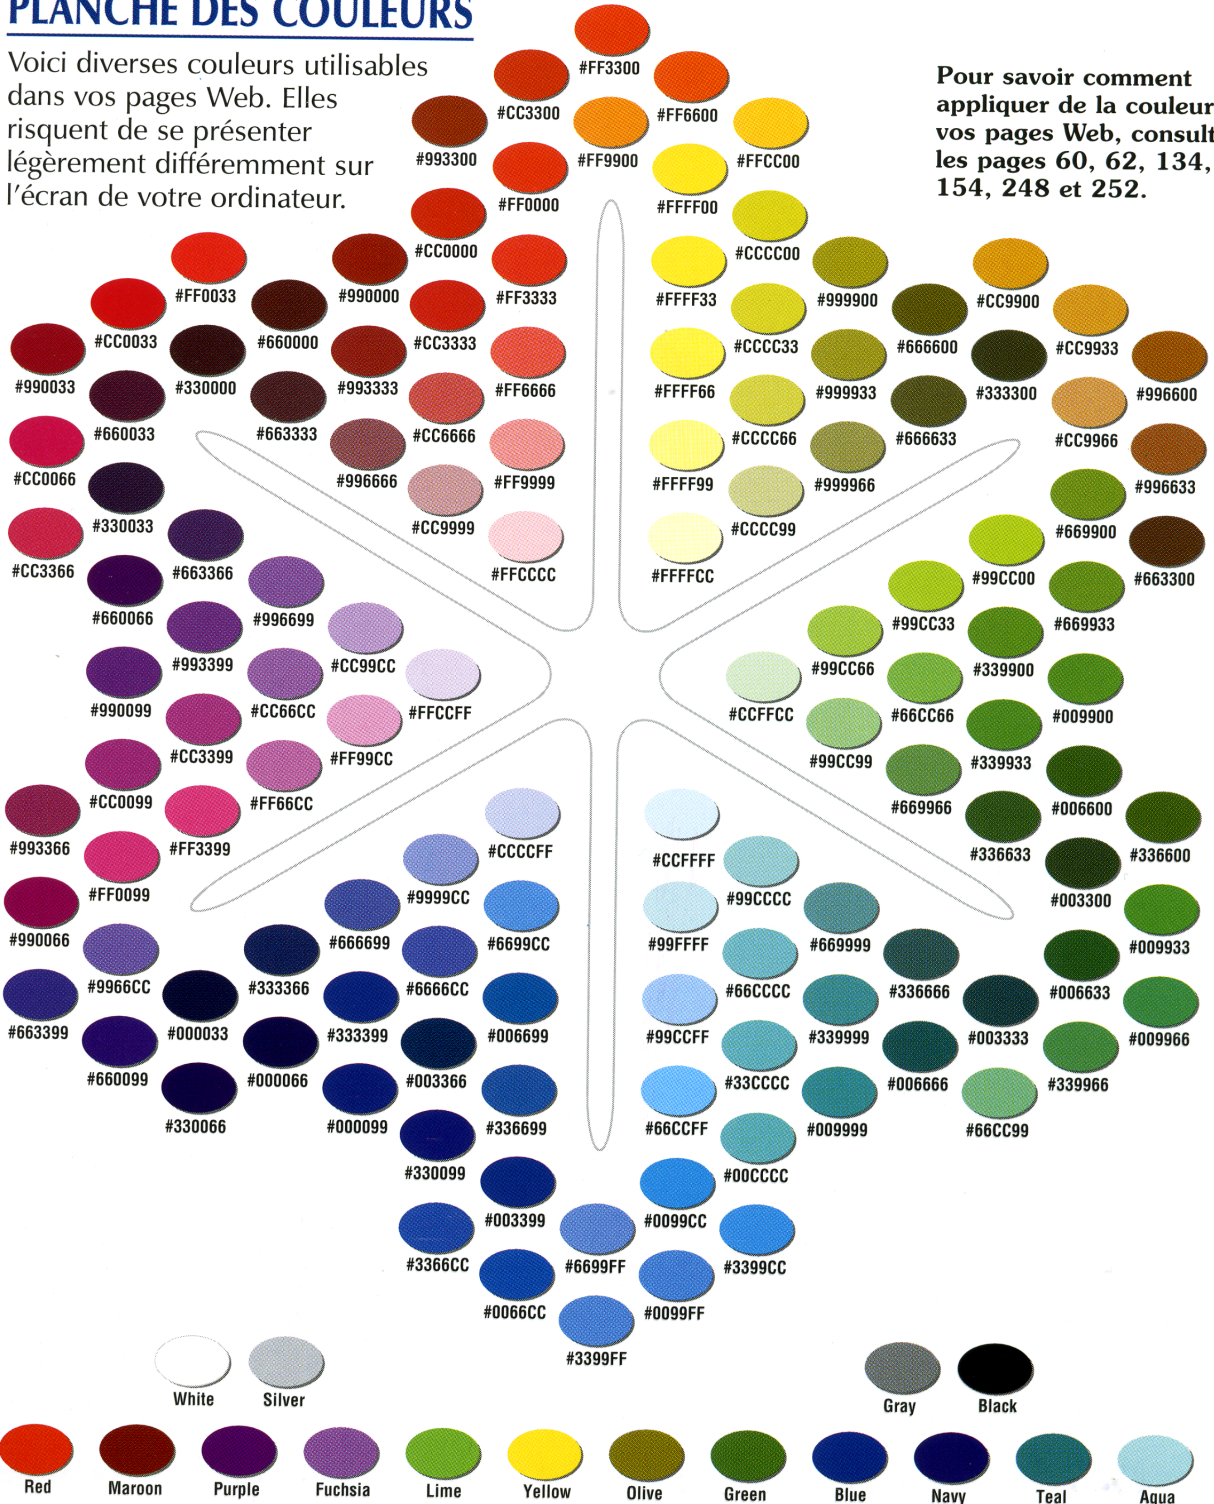 PLANCHE DES COULEURS
Voici diverses couleurs utilisables
dans vos pages Web. Elles
risquent de se présenter
légèrement différemment sur
l'écran de votre ordinateur.
Pour savoir comment
appliquer de la couleur
vos pages Web, consult
les pages 60, 62, 134,
154, 248 et 252.
#FF3300
#CC3300 #FF6600
#993300 #FF9900 #FFCC00
#FF0000 #FFFF00
#CC0000 #CCCC00
#FF0033 #990000 #FF3333 #FFFF33 #999900 #CC9900
#CC0033 #660000 #CC3333 #CCCC33 #666600 #CC9933
#990033 #330000 #993333 #FF6666 #FFFF66 #999933 #333300 #996600
#660033 #663333 #CC6666 #CCCC66 #666633 #CC9966
#CC0066 #996666 #FF9999 #FFFF99 #999966 #996633
#330033 #CC9999 #CCCC99 #669900
#CC3366 #663366 #FFCCCC #FFFFCC #99CC00 #663300
#660066 #996699 #99CC33 #669933
#993399 #CC99CC #99CC66 #339900
#990099 #CC66CC #FFCCFF #CCFFCC #66CC66 #009900
#CC3399 #FF99CC #99CC99 #339933
#CC0099 #FF66CC #669966 #006600
#993366 #FF3399 #CCCCFF #CCFFFF #336633 #336600
#FF0099 #9999CC #99CCCC #003300
#990066 #666699 #6699CC #99FFFF #669999 #009933
#9966CC #333366 #6666CC #66CCCC #336666 #006633
#663399 #000033 #333399 #006699 #99CCFF #339999 #003333 #009966
#660099 #000066 #003366 #33CCCC #006666 #339966
#330066 #000099 #336699 #66CCFF #009999 #66CC99
#330099 #00CCCC
#003399 #0099CC
#3366CC #6699FF #3399CC
#0066CC #0099FF
#3399FF
White Silver Gray Black
Red Maroon Purple Fuchsia Lime Yellow Olive Green Blue Navy Teal Aqua